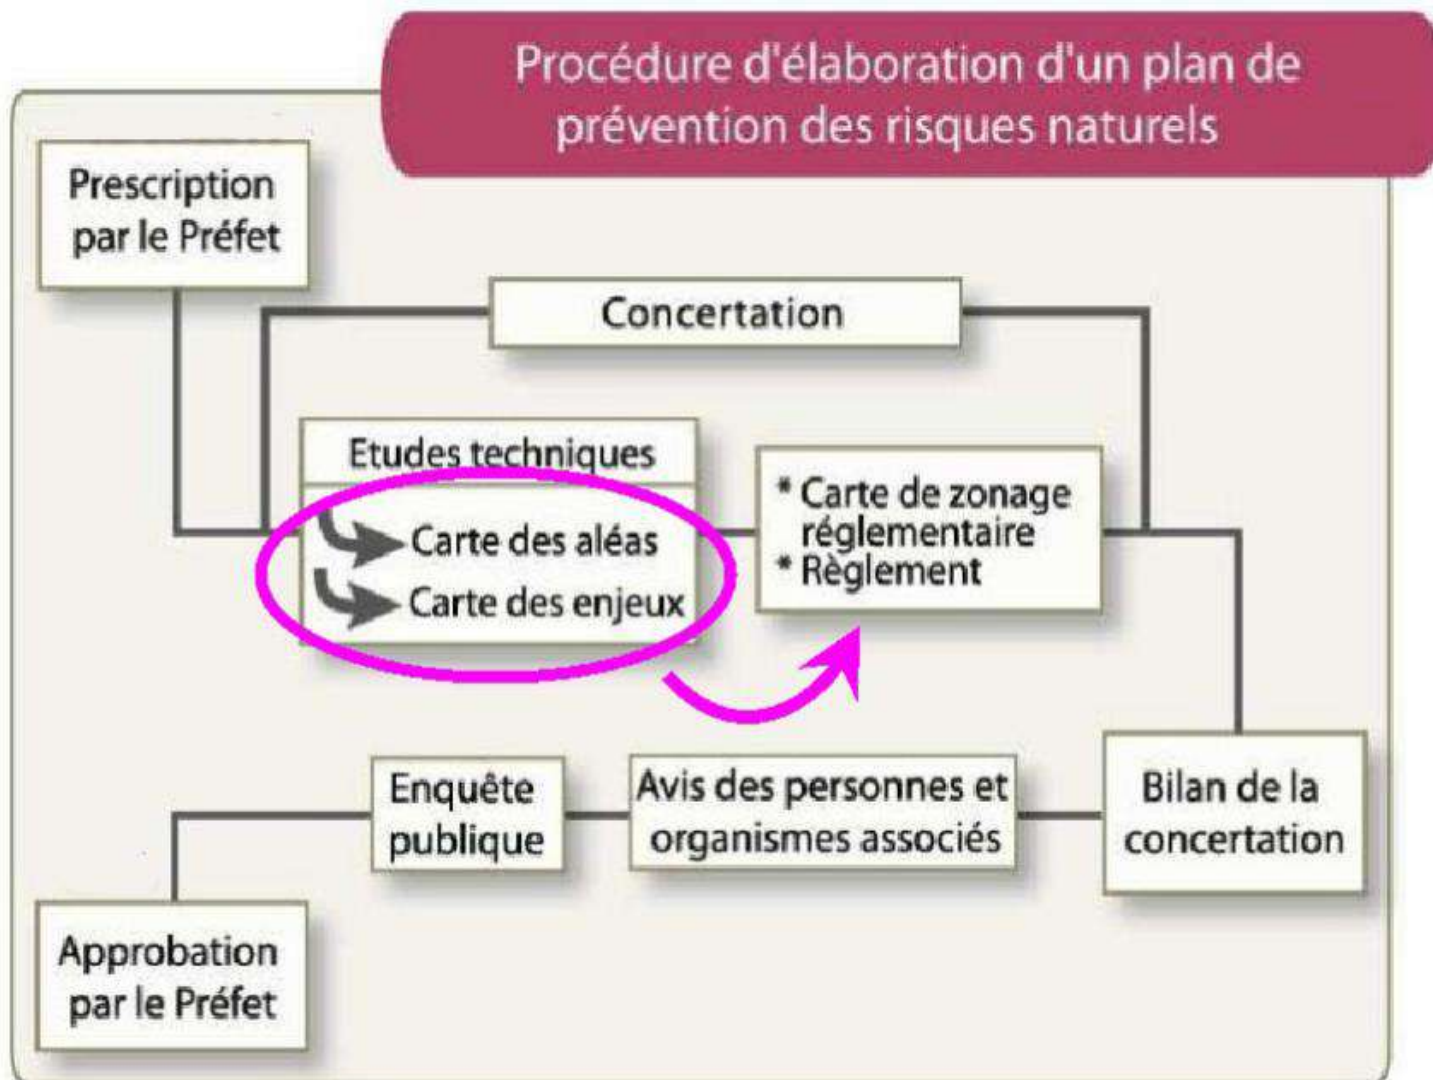 Procédure d'élaboration d'un plan de
prévention des risques naturels
Prescription
par le Préfet
Concertation
Etudes techniques
Carte des aléas
Carte des enjeux
* Carte de zonage
réglementaire
* Règlement
Bilan de la
concertation
Avis des personnes et
organismes associés
Enquête
publique
Approbation
par le Préfet